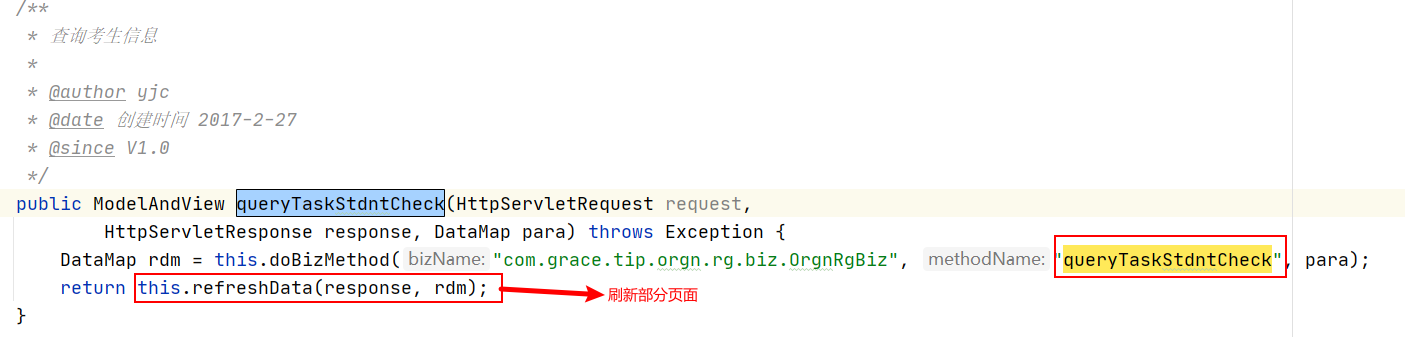 /**
* 查询考生信息
*
* @author yjc
* @date 创建时间 2017-2-27
* @since V1.0
*/
public ModelAndView queryTaskStdntCheck(HttpServletRequest request,
HttpServletResponse response, DataMap para) throws Exception {
DataMap rdm = this.doBizMethod( bizName: "com.grace.tip.orgn.rg.biz.OrgnRgBiz", methodName: "queryTaskStdntCheck", para);
return this.refreshData(response, rdm); 刷新部分页面
}